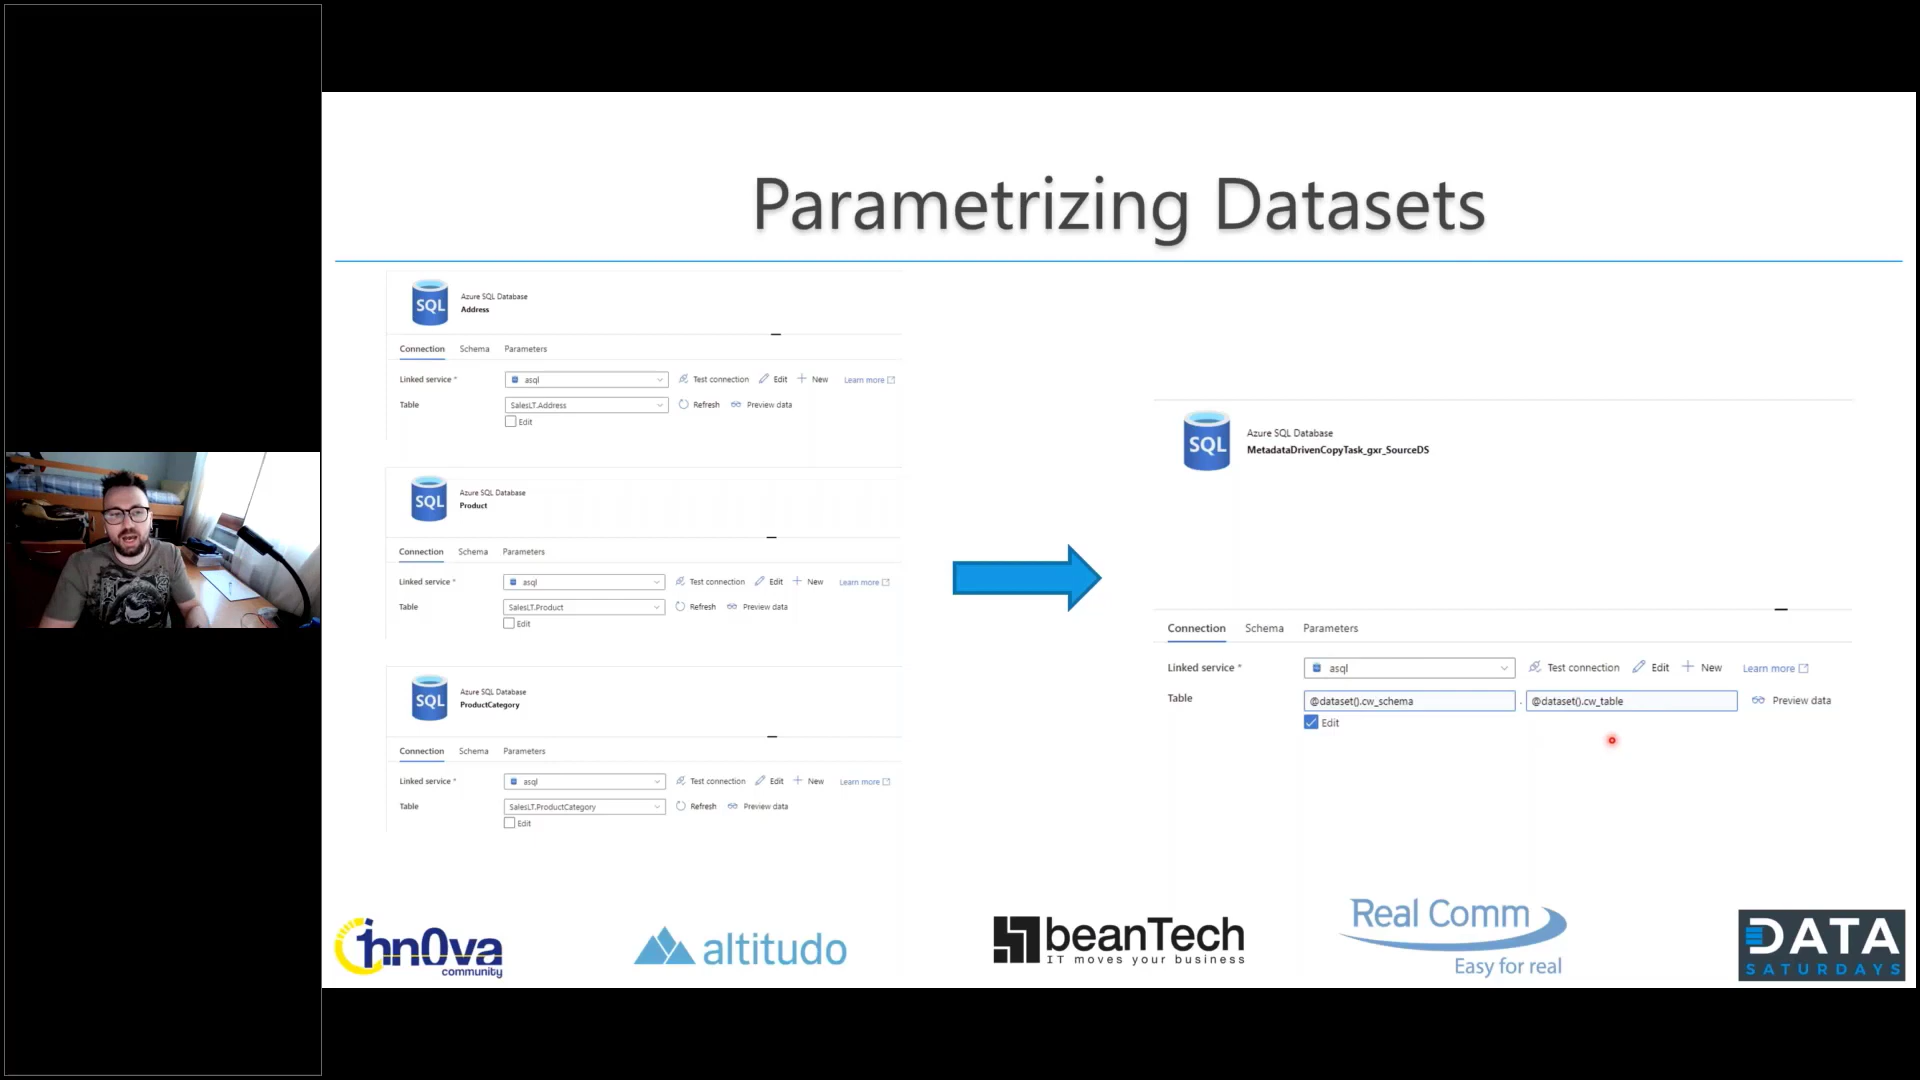 Parametrizing Datasets
SQL
Azure SQL Database
Address
Connection Schema Parameters
Linked service * asql Test connection Edit New Learn more
Table SalesLT.Address Refresh Preview data
Edit
SQL
Azure SQL Database
Product
Connection Schema Parameters
Linked service * asql Test connection Edit New Learn more
Table SalesLT.Product Refresh Preview data
Edit
SQL
Azure SQL Database
ProductCategory
Connection Schema Parameters
Linked service * asql Test connection Edit New Learn more
Table SalesLT.ProductCategory Refresh Preview data
Edit
SQL
Azure SQL Database
MetadataDrivenCopyTask_gxr_SourceDS
Connection Schema Parameters
Linked service * asql Test connection Edit New Learn more
Table @dataset().cw_schema . @dataset().cw_table Preview data
Edit
1nn0va
community
altitudo
beanTech
IT moves your business
Real Comm
Easy for real
DATA
SATURDAYS